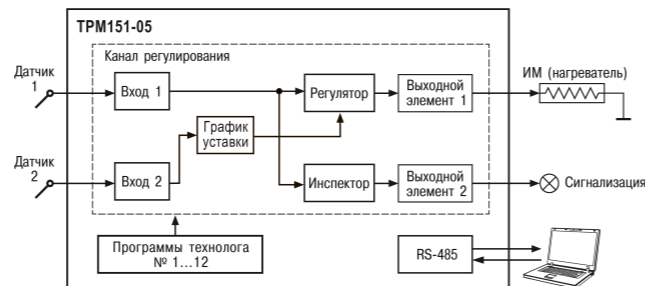 ТРМ151-05
Канал регулирования
Датчик
1
Вход 1
Регулятор
Выходной
элемент 1
ИМ (нагреватель)
График
уставки
Датчик
2
Вход 2
Инспектор
Выходной
элемент 2
Сигнализация
Программы технолога
№ 1...12
RS-485